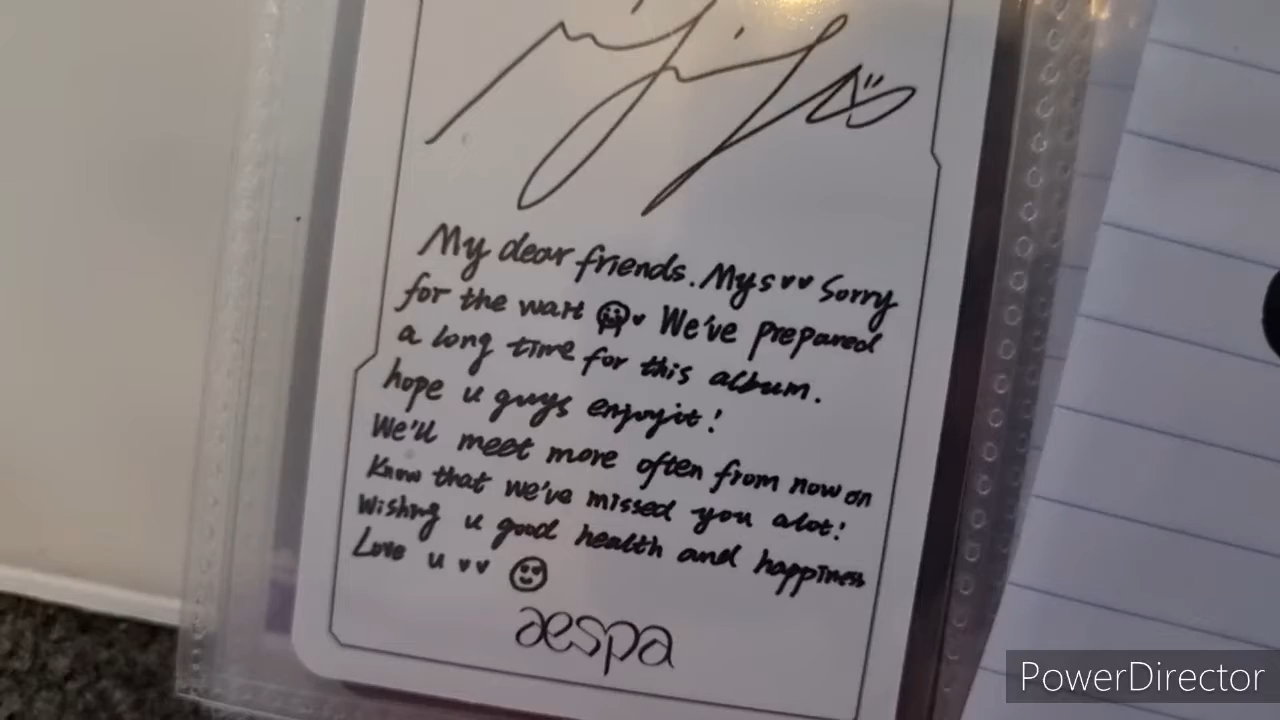 My dear friends. Mys♥♥ Sorry
for the wait ♥ We've prepared
a long time for this album.
hope u guys enjoyit!
We'll meet more often from now on
Know that we've missed you alot!
Wishing u good health and happiness
Love u ♥♥
aespa
PowerDirector